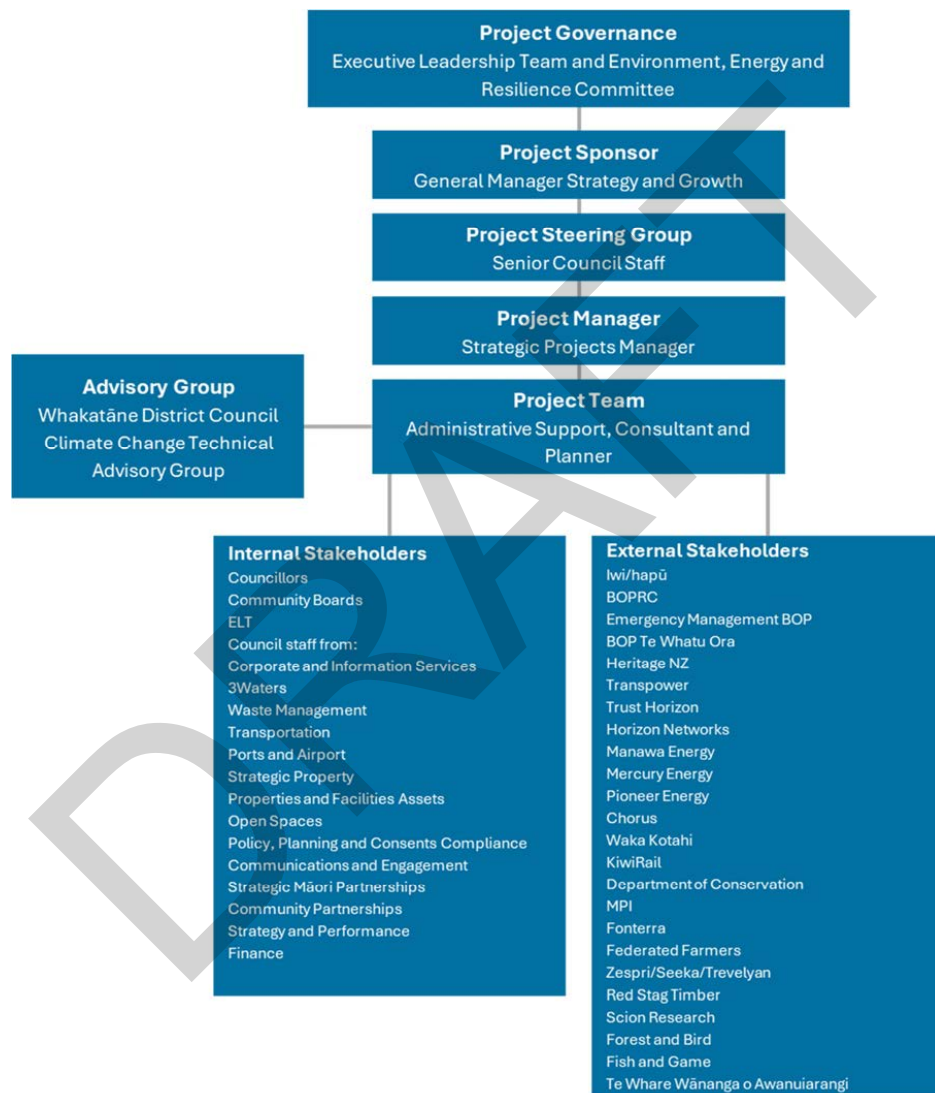 Project Governance
Executive Leadership Team and Environment, Energy and
Resilience Committee
Project Sponsor
General Manager Strategy and Growth
Project Steering Group
Senior Council Staff
Project Manager
Strategic Projects Manager
Advisory Group
Whakatāne District Council
Climate Change Technical
Advisory Group
Project Team
Administrative Support, Consultant and
Planner
Internal Stakeholders
Councillors
Community Boards
ELT
Council staff from:
Corporate and Information Services
3Waters
Waste Management
Transportation
Ports and Airport
Strategic Property
Properties and Facilities Assets
Open Spaces
Policy, Planning and Consents Compliance
Communications and Engagement
Strategic Māori Partnerships
Community Partnerships
Strategy and Performance
Finance
External Stakeholders
Iwi/hapū
BOPRC
Emergency Management BOP
BOP Te Whatu Ora
Heritage NZ
Transpower
Trust Horizon
Horizon Networks
Manawa Energy
Mercury Energy
Pioneer Energy
Chorus
Waka Kotahi
KiwiRail
Department of Conservation
MPI
Fonterra
Federated Farmers
Zespri/Seeka/Trevelyan
Red Stag Timber
Scion Research
Forest and Bird
Fish and Game
Te Whare Wānanga o Awanuiarangi
DRAFT